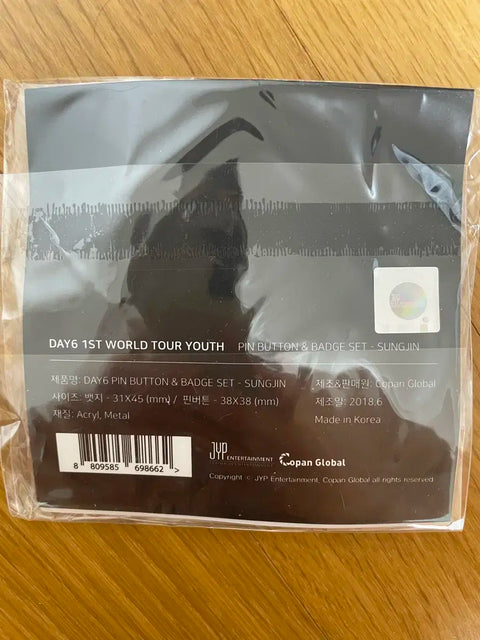 DAY6 1ST WORLD TOUR YOUTH PIN BUTTON & BADGE SET - SUNGJIN
제품명: DAY6 PIN BUTTON & BADGE SET - SUNGJIN
사이즈: 뱃지 - 31X45 (mm) / 핀버튼 - 38X38 (mm)
재질: Acryl, Metal
제조&판매원: Copan Global
제조일: 2018.6
Made in Korea
8 809585 698662 >
JYP ENTERTAINMENT Copan Global
Copyright © JYP Entertainment, Copan Global all rights reserved